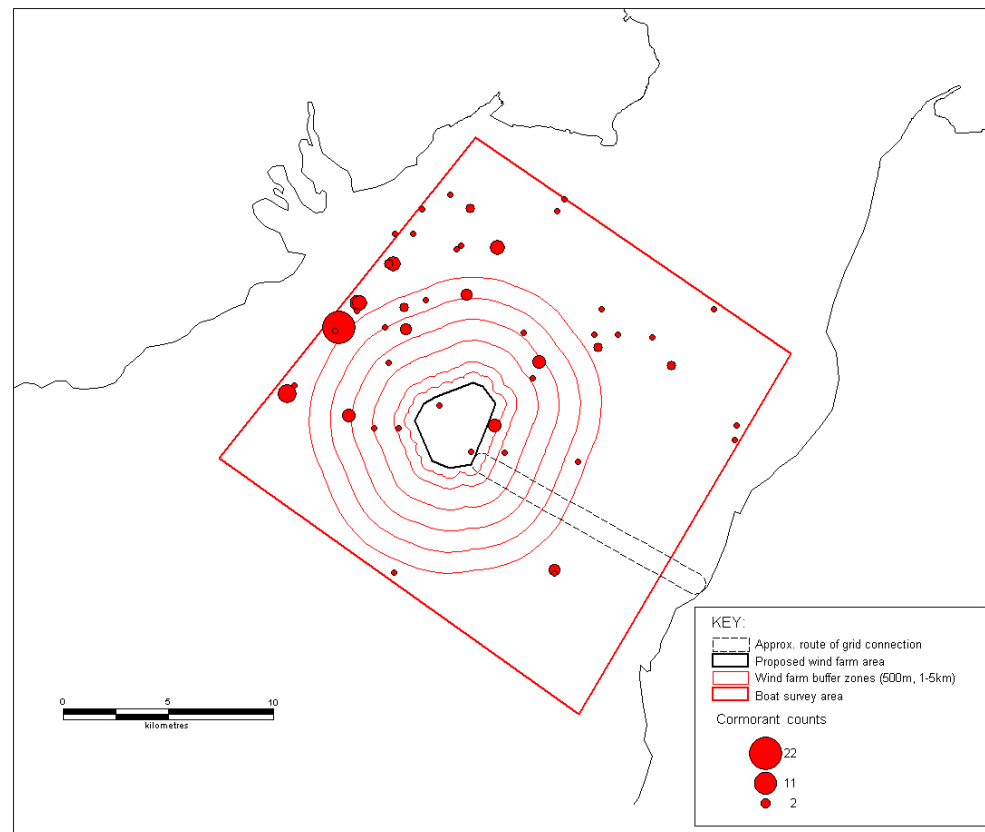 KEY:
Approx. route of grid connection
Proposed wind farm area
Wind farm buffer zones (500m, 1-5km)
Boat survey area
Cormorant counts
22
11
2
0 5 10
kilometres